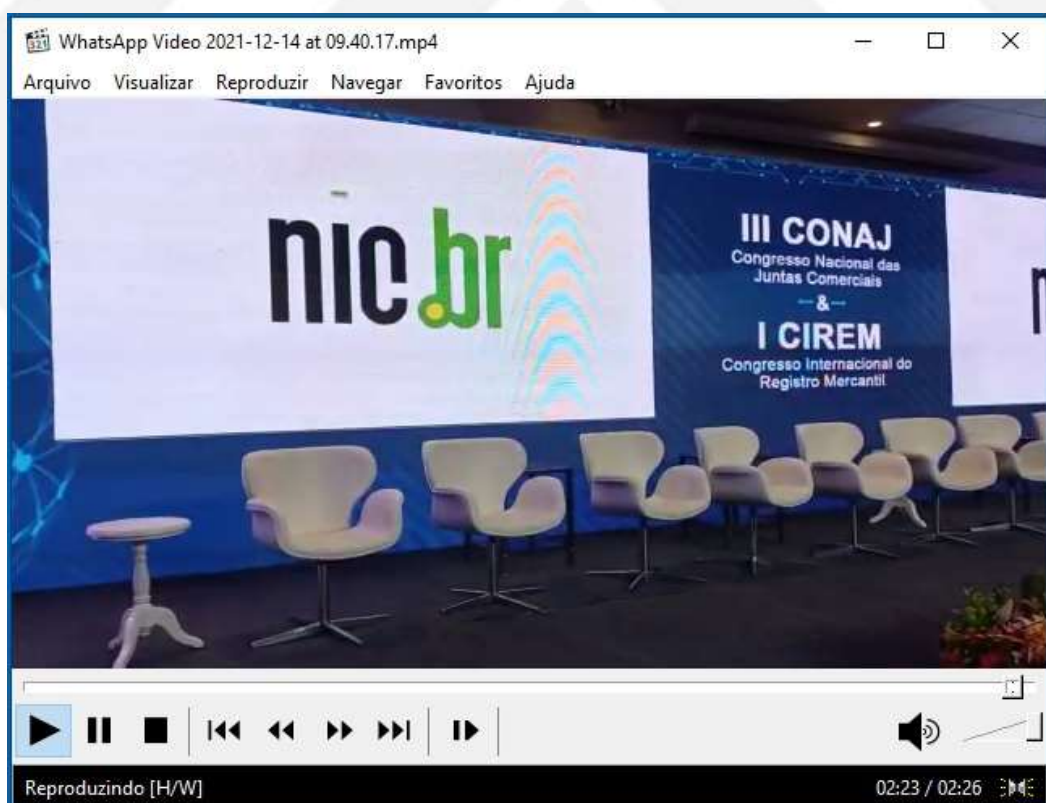 WhatsApp Video 2021-12-14 at 09.40.17.mp4
Arquivo Visualizar Reproduzir Navegar Favoritos Ajuda
nic.br
III CONAJ
Congresso Nacional das
Juntas Comerciais
&
I CIREM
Congresso Internacional do
Registro Mercantil
Reproduzindo [H/W]
02:23 / 02:26